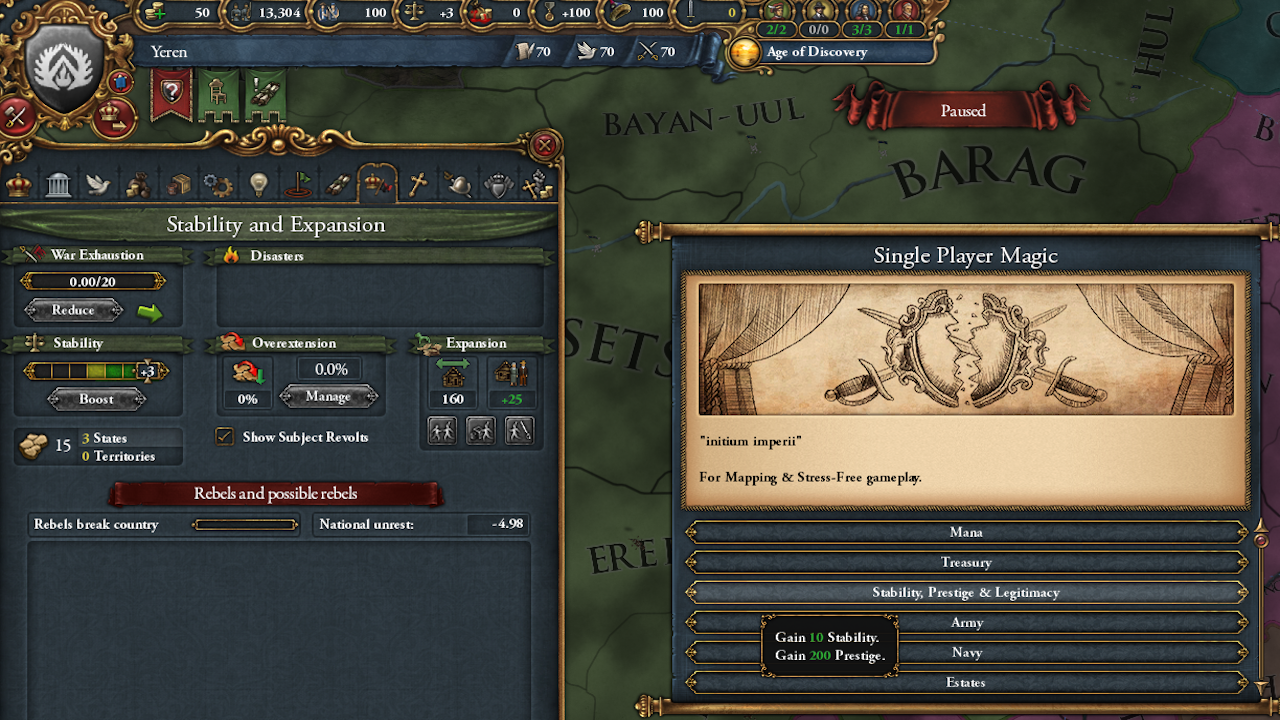 50 13,304 100 +3 0 +100 100 0
2/2 0/0 3/3 1/1
Yeren 70 70 70 Age of Discovery
Paused
BAYAN-UUL
BARAG
HUL
SETS
Stability and Expansion
War Exhaustion
0.00/20
Reduce
Disasters
Stability
+3
Boost
Overextension
0.0%
0%
Manage
Expansion
160 +25
15 3 States
0 Territories
Show Subject Revolts
Rebels and possible rebels
Rebels break country
National unrest: -4.98
Single Player Magic
"initium imperii"
For Mapping & Stress-Free gameplay.
Mana
Treasury
Stability, Prestige & Legitimacy
Army
Navy
Estates
Gain 10 Stability.
Gain 200 Prestige.